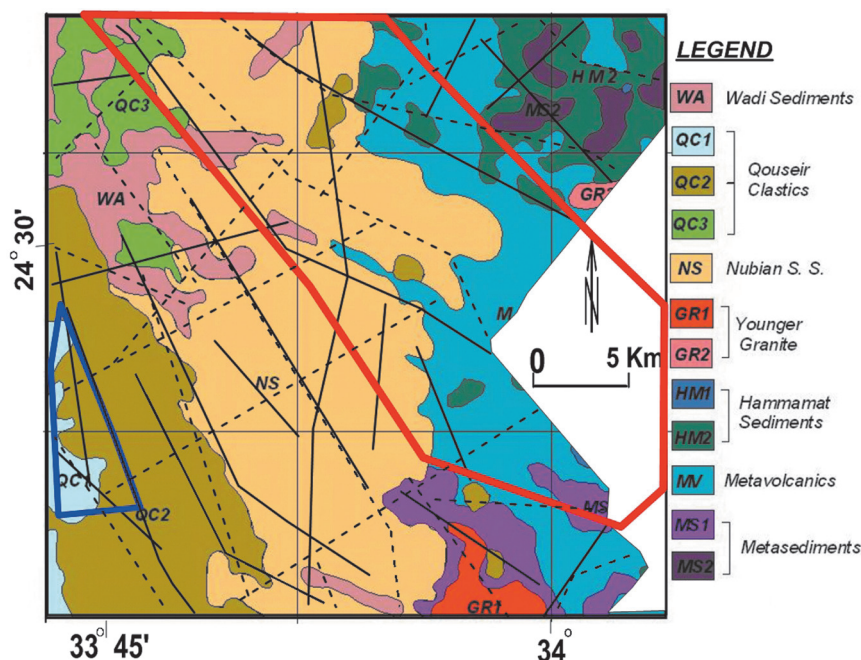 LEGEND
WA Wadi Sediments
QC1
QC2 Qouseir Clastics
QC3
NS Nubian S. S.
GR1
GR2 Younger Granite
HM1
HM2 Hammamat Sediments
MV Metavolcanics
MS1
MS2 Metasediments
QC3
HM2
MS2
WA
GR2
24° 30'
M
N
0 5 Km
NS
QC1
QC2
MS
GR1
33° 45'
34°